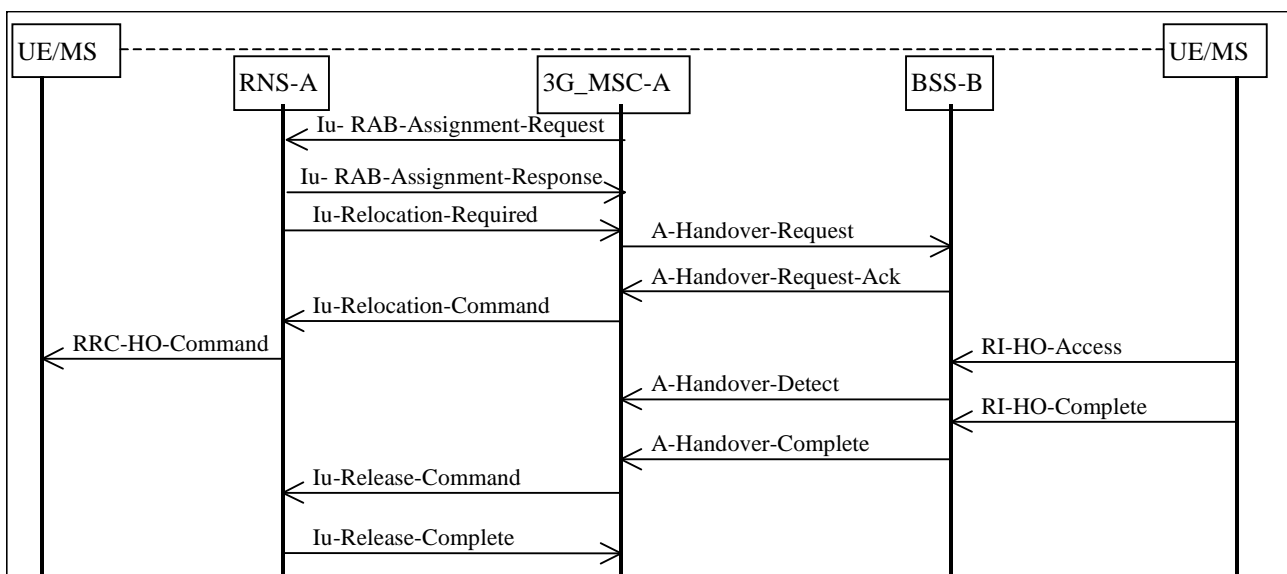 UE/MS
UE/MS
RNS-A
3G_MSC-A
BSS-B
Iu- RAB-Assignment-Request
Iu- RAB-Assignment-Response
Iu-Relocation-Required
A-Handover-Request
A-Handover-Request-Ack
Iu-Relocation-Command
RRC-HO-Command
RI-HO-Access
A-Handover-Detect
RI-HO-Complete
A-Handover-Complete
Iu-Release-Command
Iu-Release-Complete